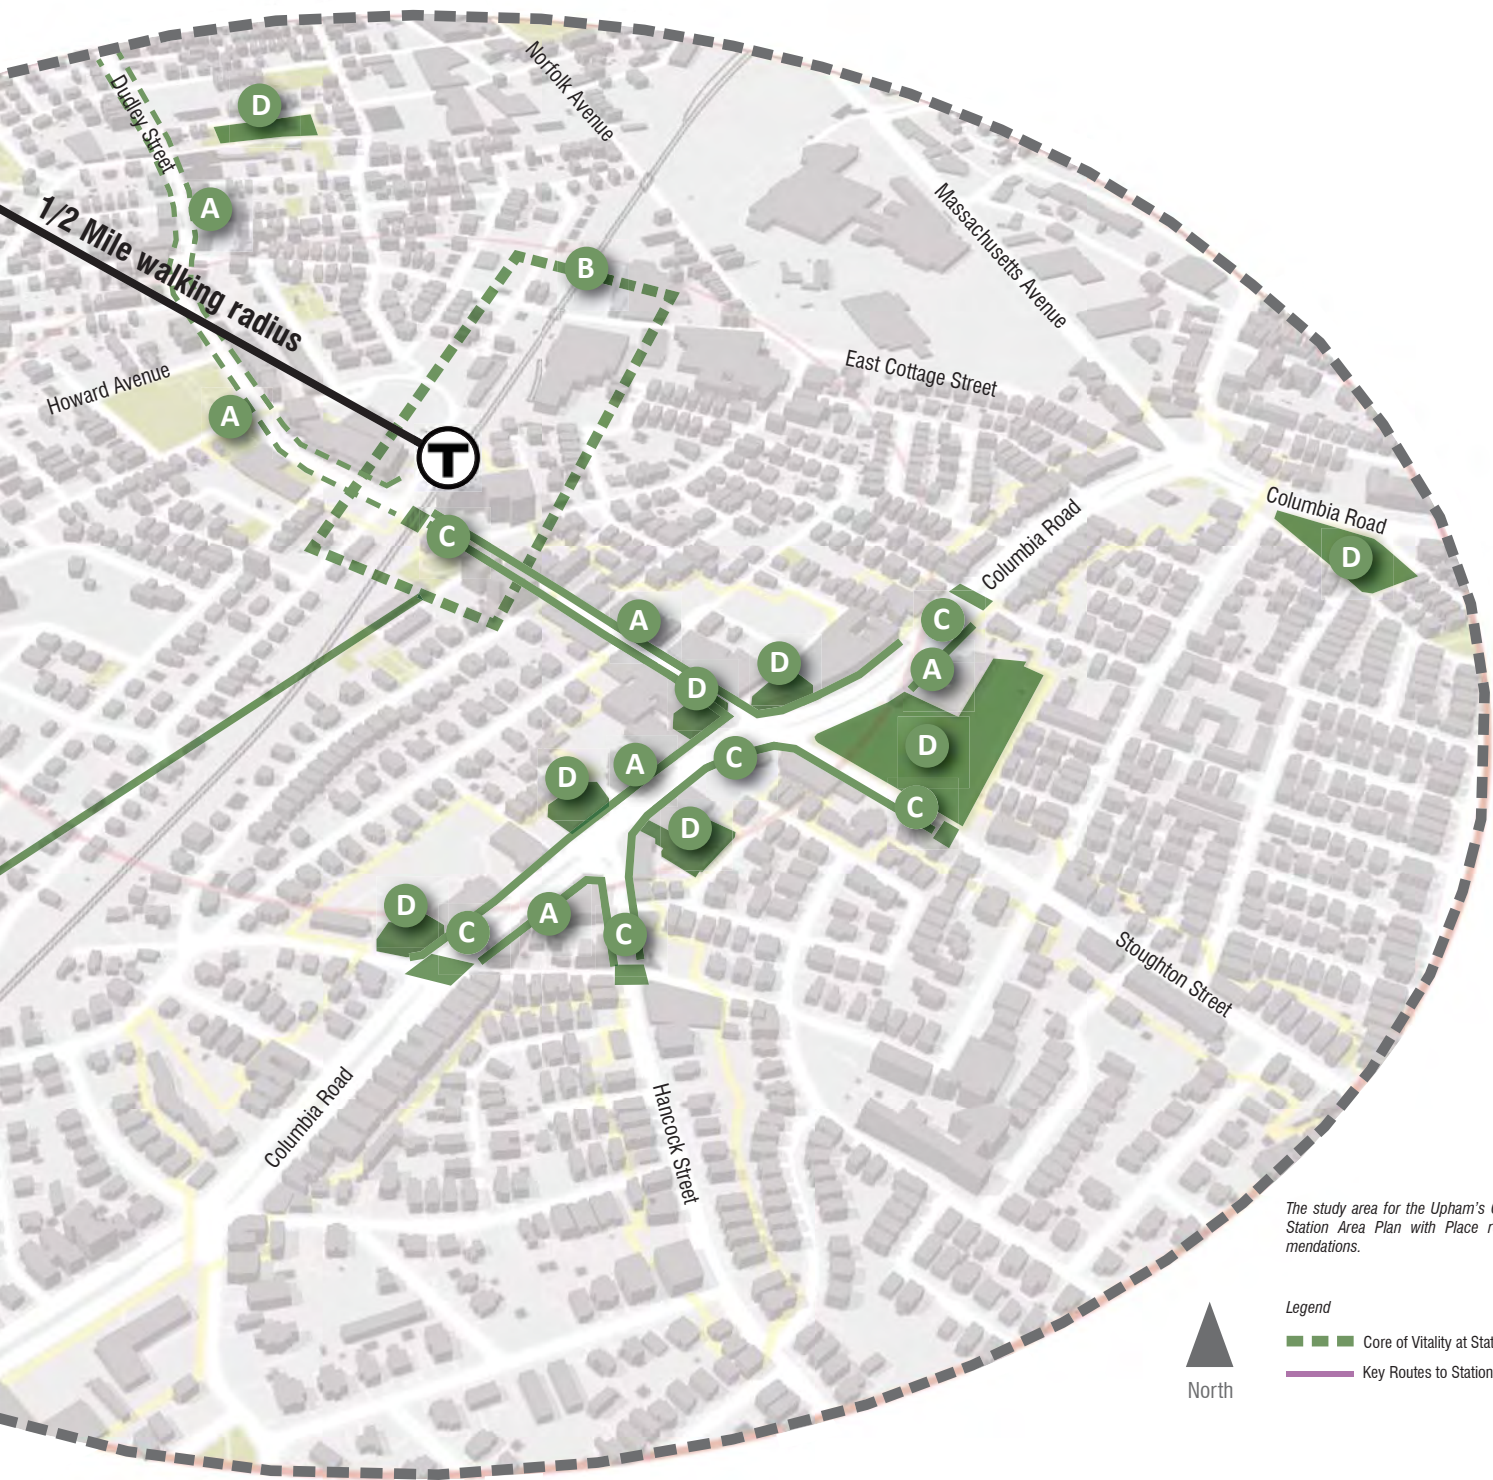 Norfolk Avenue
Dudley Street
D
A
1/2 Mile walking radius
B
Massachusetts Avenue
East Cottage Street
Howard Avenue
A
T
Columbia Road
D
C
Columbia Road
A
C
A
D
D
D
C
A
D
C
D
D
C
A
C
Stoughton Street
Columbia Road
Hancock Street
The study area for the Upham's
Station Area Plan with Place
mendations.
Legend
Core of Vitality at
Key Routes to Station
North